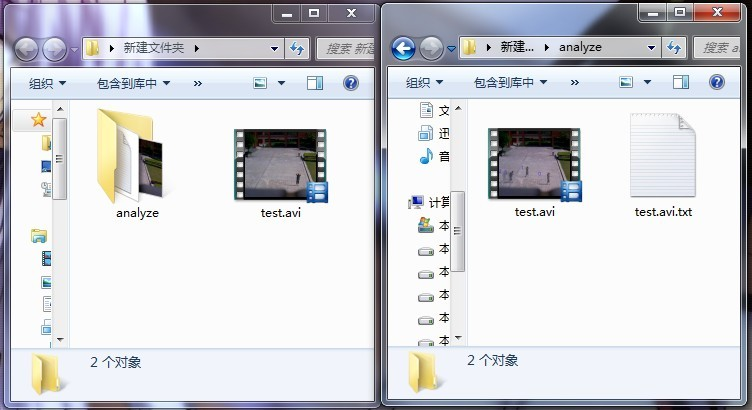 新建文件夹
搜索 新建
组织
包含到库中
»
analyze
test.avi
2 个对象
新建...
analyze
搜索 a
组织
包含到库中
»
文
迅
音
计算
本
本
本
本
本
本
test.avi
test.avi.txt
2 个对象